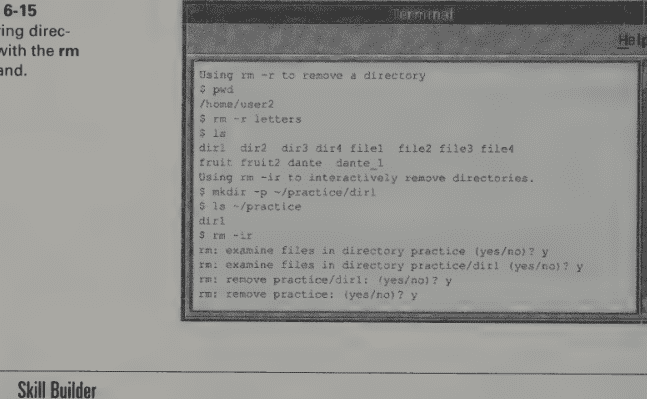 6-15
ring direc-
with the rm
and.
Terminal
Help
Using rm -r to remove a directory
$ pwd
/home/user2
$ rm -r letters
$ ls
dir1 dir2 dir3 dir4 file1 file2 file3 file4
fruit fruit2 dante dante_1
Using rm -ir to interactively remove directories.
$ mkdir -p ~/practice/dir1
$ ls ~/practice
dir1
$ rm -ir
rm: examine files in directory practice (yes/no)? y
rm: examine files in directory practice/dir1 (yes/no)? y
rm: remove practice/dir1: (yes/no)? y
rm: remove practice: (yes/no)? y
Skill Builder